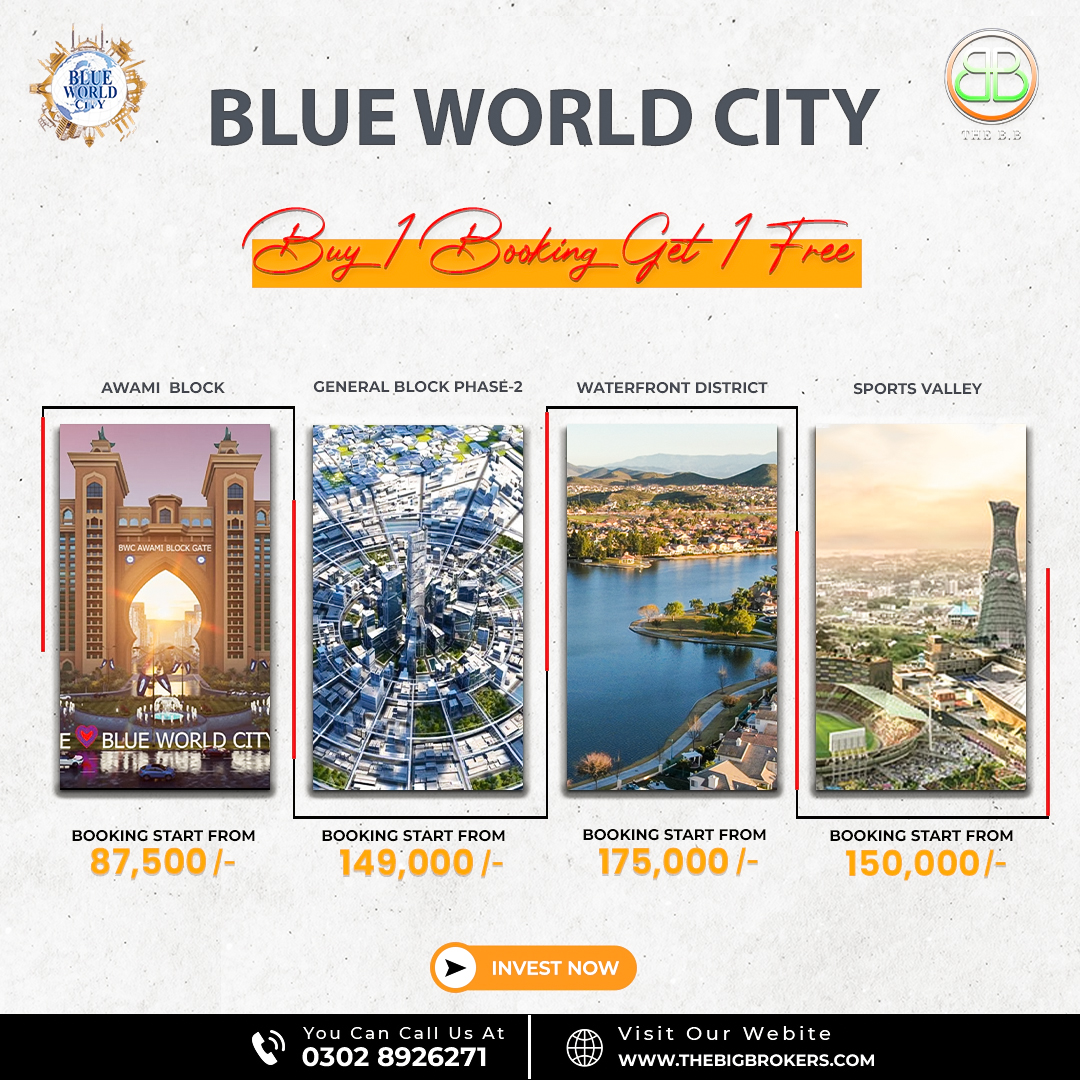 BLUE
WORLD
CITY
THE B.B
BLUE WORLD CITY
Buy 1 Booking Get 1 Free
AWAMI BLOCK
GENERAL BLOCK PHASE-2
WATERFRONT DISTRICT
SPORTS VALLEY
BWC AWAMI BLOCK GATE
E ❤ BLUE WORLD CITY
BOOKING START FROM
87,500/-
BOOKING START FROM
149,000/-
BOOKING START FROM
175,000/-
BOOKING START FROM
150,000/-
INVEST NOW
You Can Call Us At
0302 8926271
Visit Our Webite
WWW.THEBIGBROKERS.COM